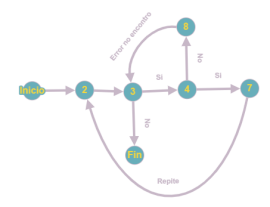 8
Error no encontro
No
Inicio
2
3
Si
4
Si
7
No
Fin
Repite